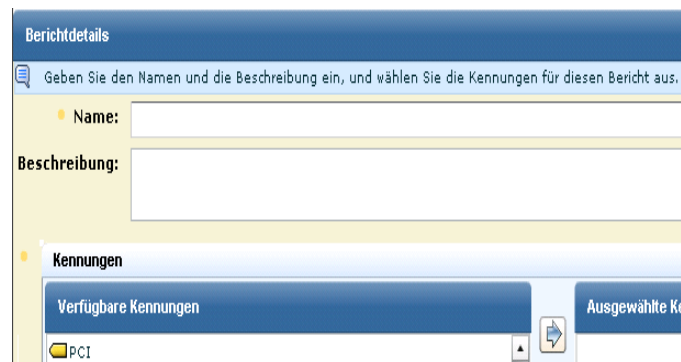 Berichtdetails
Geben Sie den Namen und die Beschreibung ein, und wählen Sie die Kennungen für diesen Bericht aus.
Name:
Beschreibung:
Kennungen
Verfügbare Kennungen
Ausgewählte
PCI